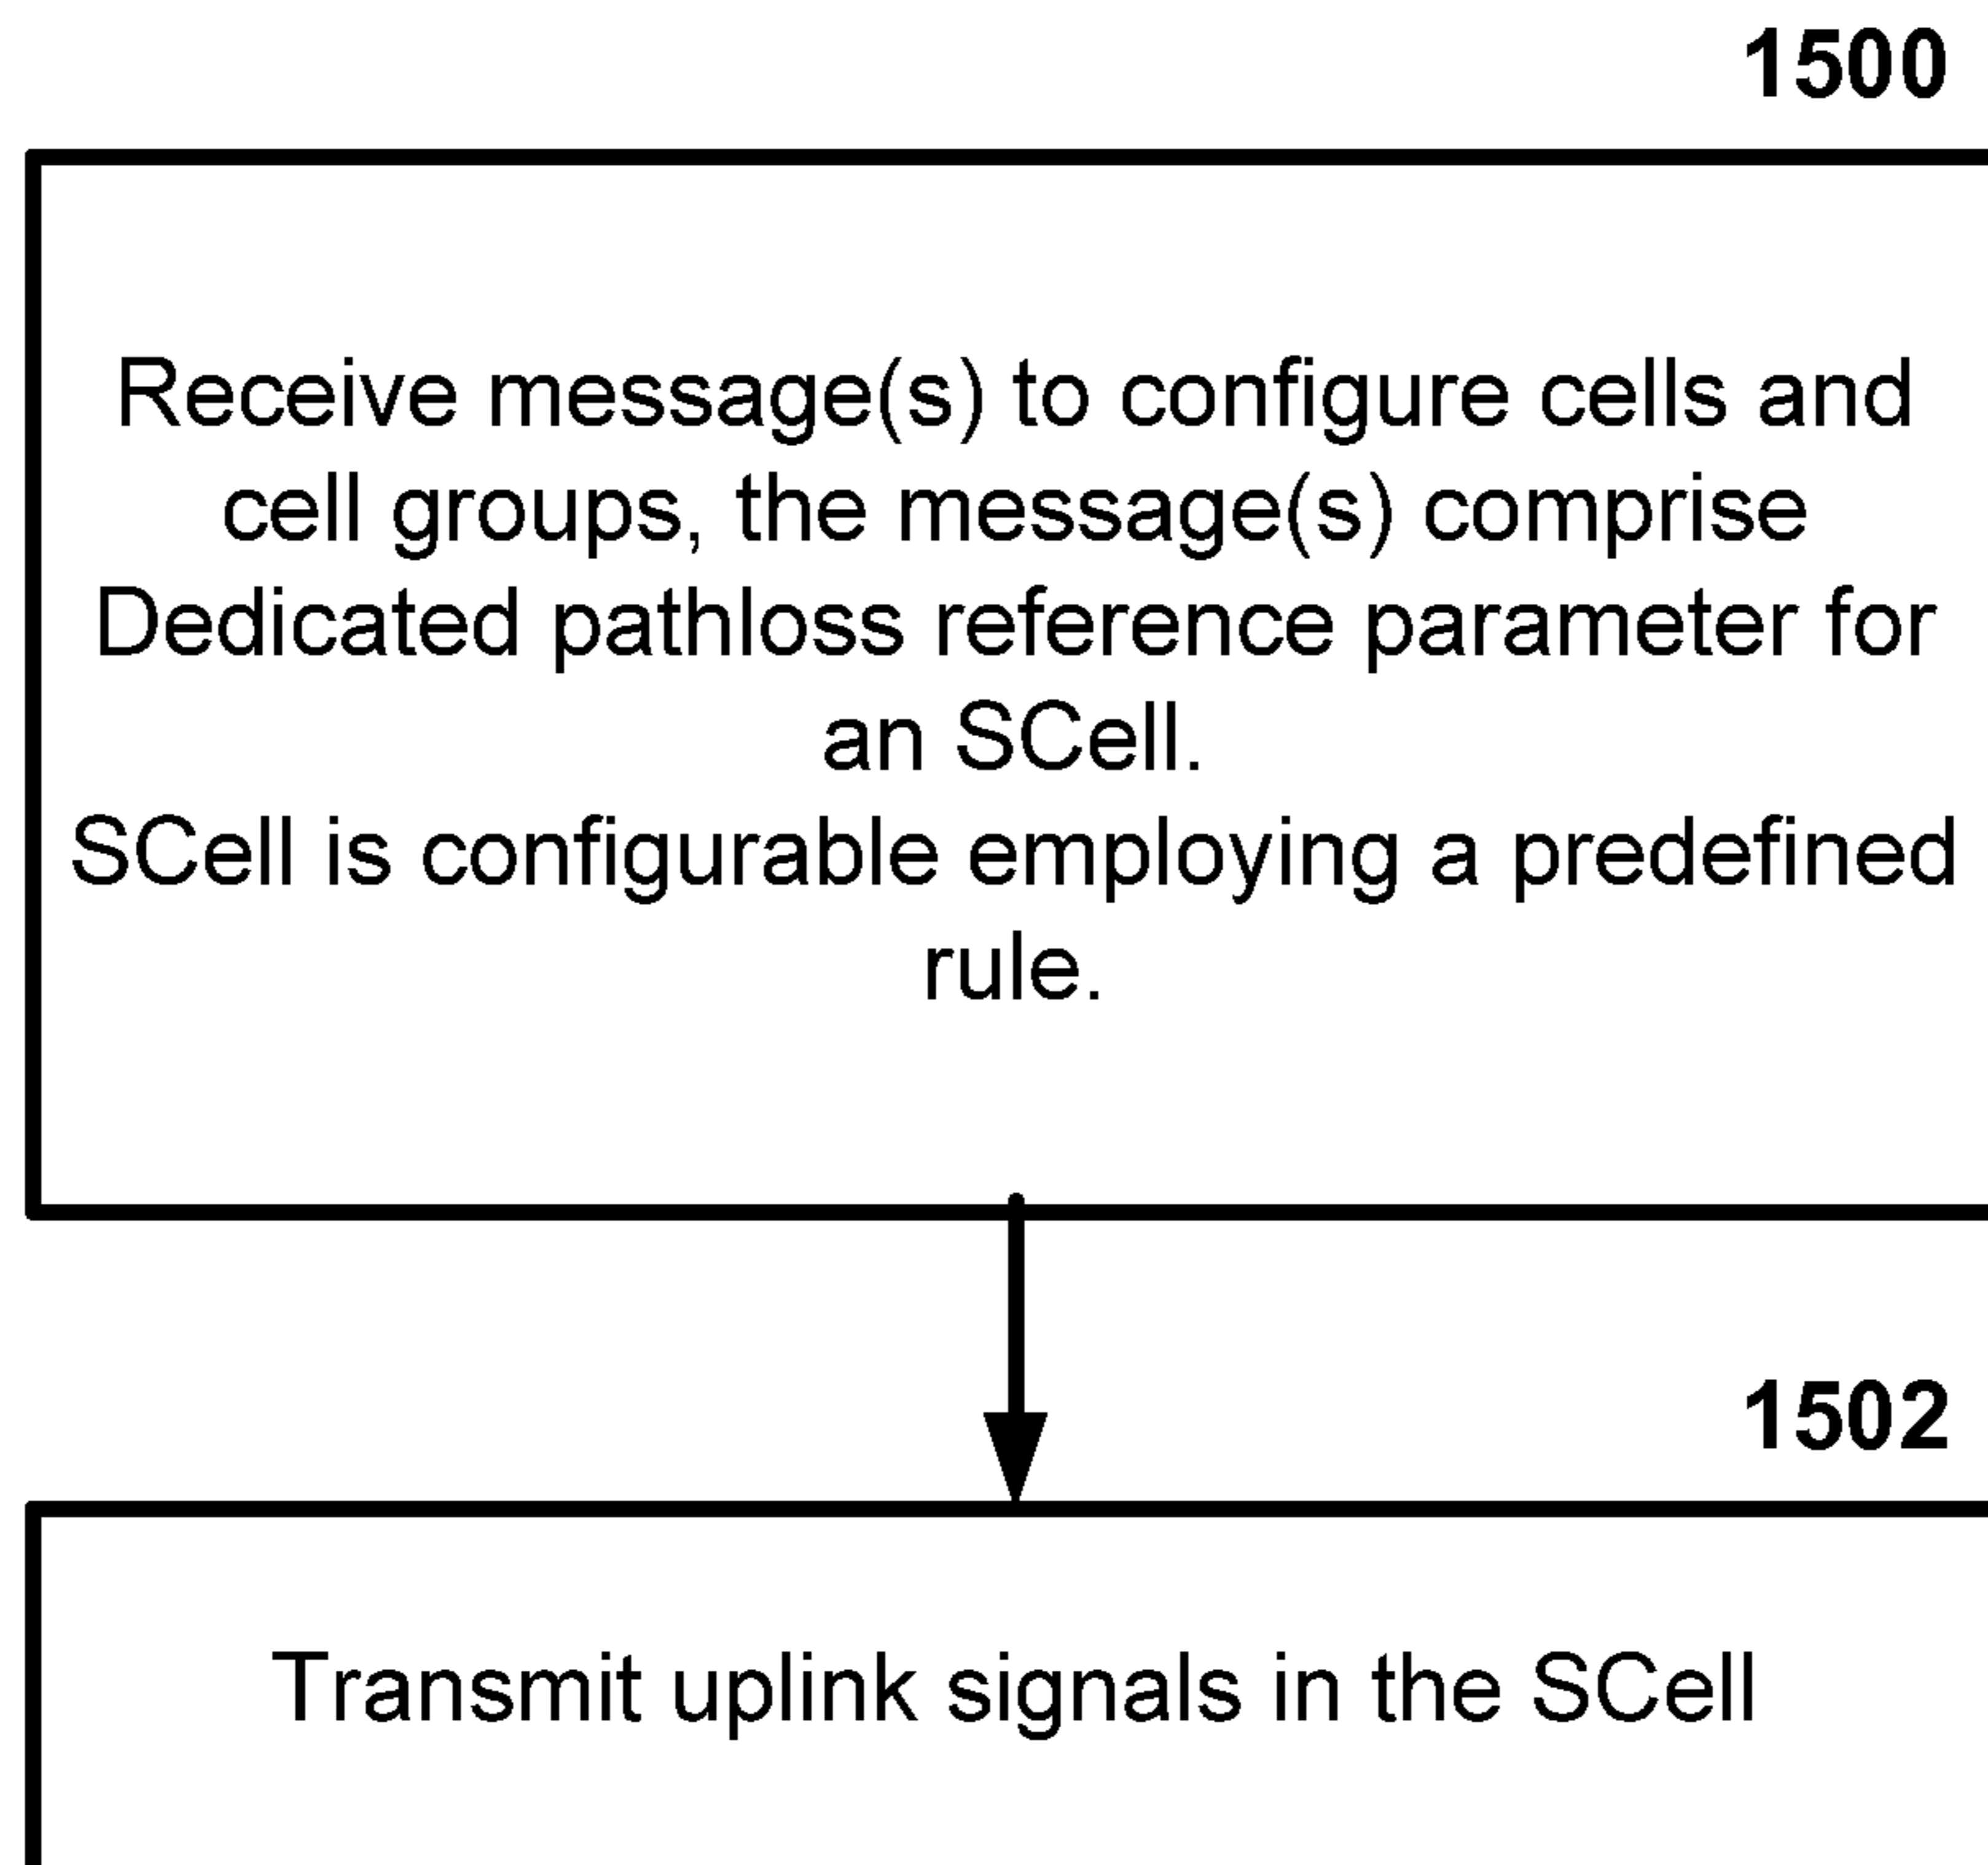 1500
Receive message(s) to configure cells and
cell groups, the message(s) comprise
Dedicated pathloss reference parameter for
an SCell.
SCell is configurable employing a predefined
rule.
1502
Transmit uplink signals in the SCell